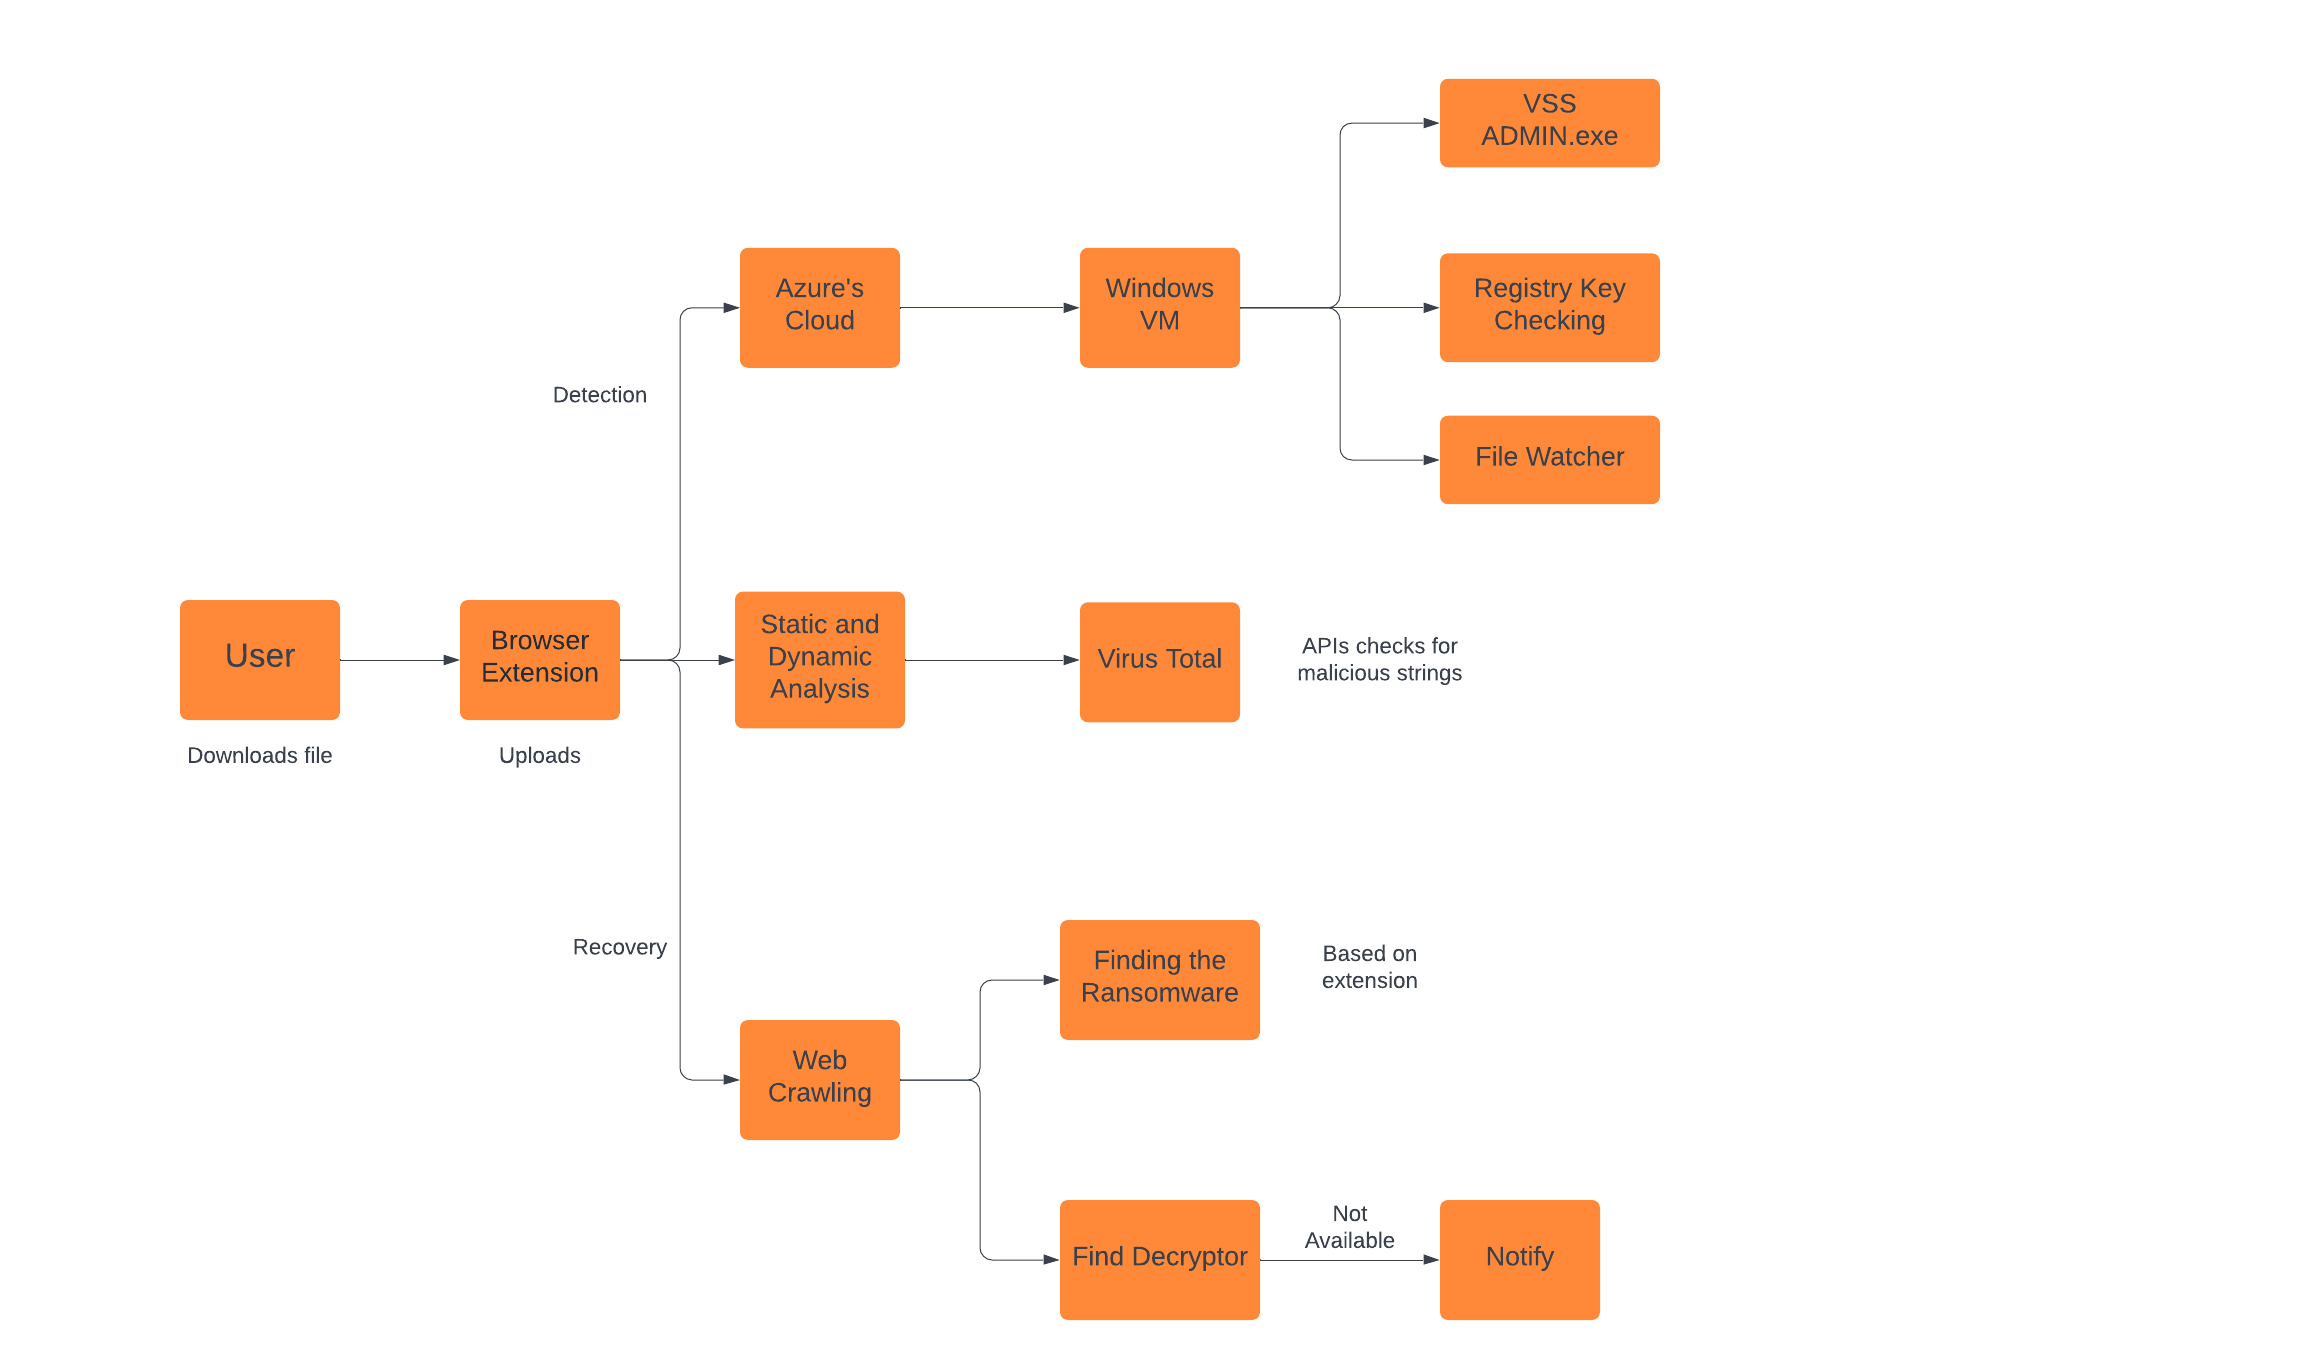 VSS
ADMIN.exe
Azure's
Cloud
Windows
VM
Registry Key
Checking
Detection
File Watcher
User
Browser
Extension
Static and
Dynamic
Analysis
Virus Total
APIs checks for
malicious strings
Downloads file
Uploads
Recovery
Finding the
Ransomware
Based on
extension
Web
Crawling
Find Decryptor
Not
Available
Notify